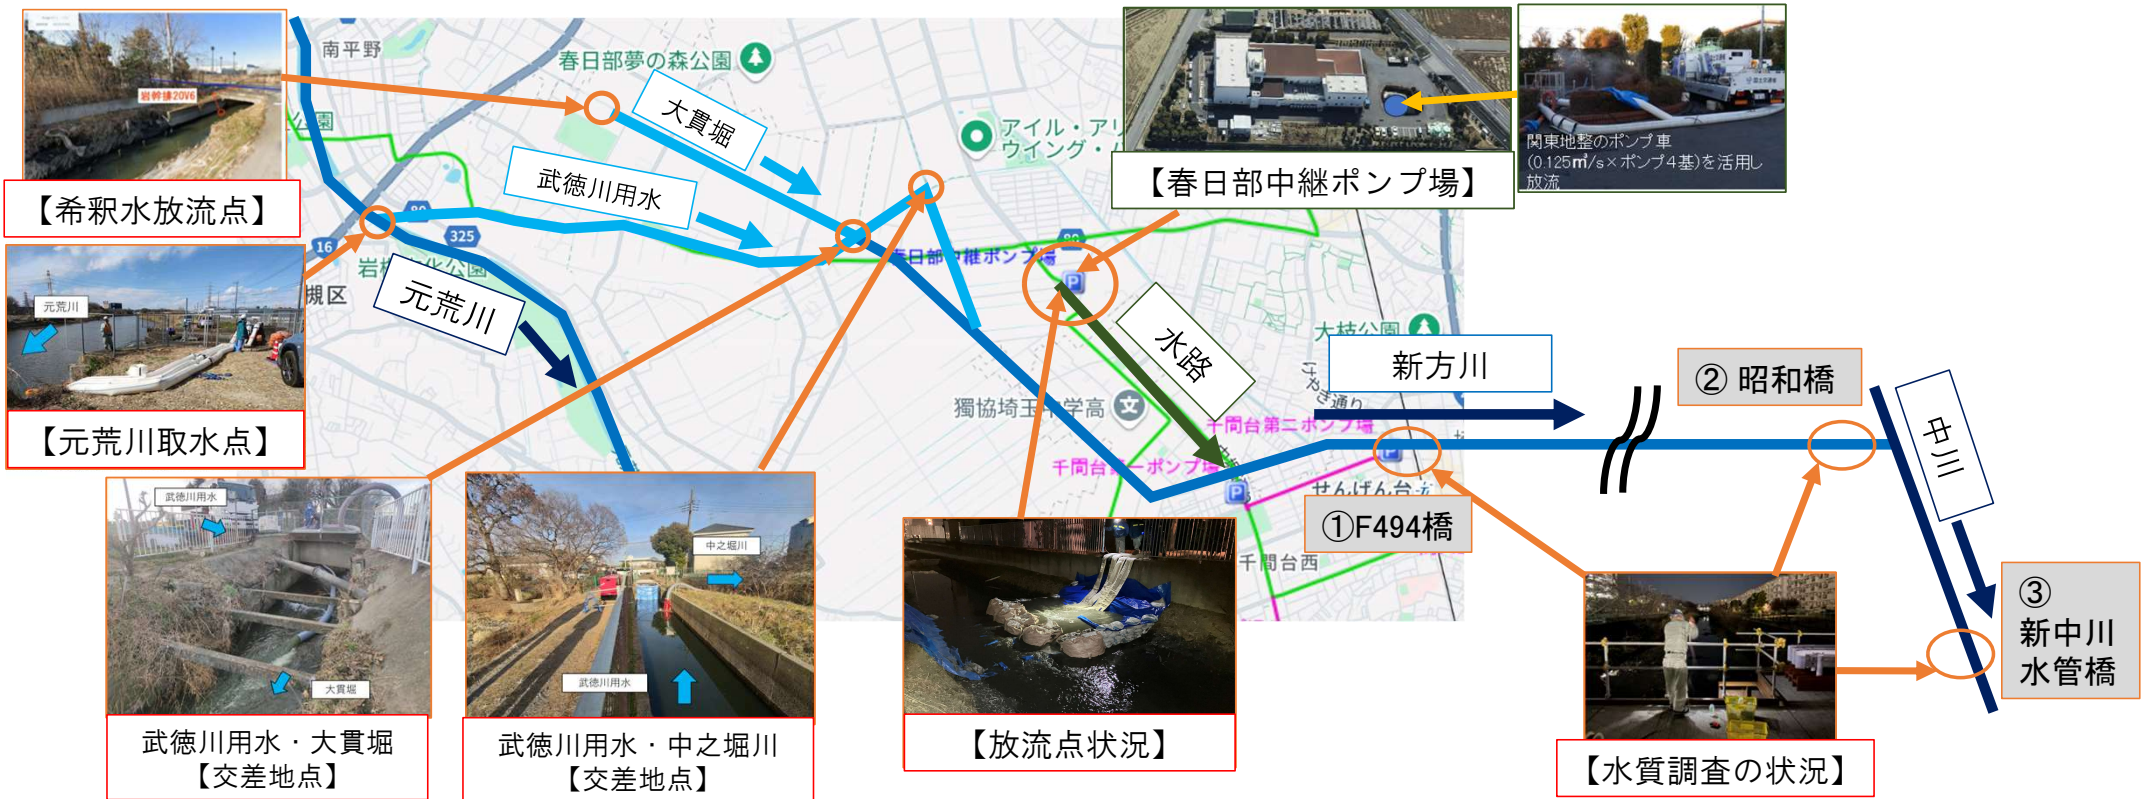 岩幹排20V6
【希釈水放流点】
元荒川
【元荒川取水点】
武徳川用水
大貫堀
武徳川用水・大貫堀
【交差地点】
中之堀川
武徳川用水
武徳川用水・中之堀川
【交差地点】
南平野
春日部夢の森公園
大貫堀
武徳川用水
325
16
元荒川
槻区
アイル・アリ
ウイング・ハ
【春日部中継ポンプ場】
関東地整のポンプ車
(0.125㎥/s×ポンプ4基)を活用し
放流
春日部中継ポンプ場
水路
獨協埼玉中学高
大枝公園
けやき通り
新方川
千間台第二ポンプ場
千間台第一ポンプ場
せんげん台
千間台西
①F494橋
② 昭和橋
中川
③
新中川
水管橋
【放流点状況】
【水質調査の状況】